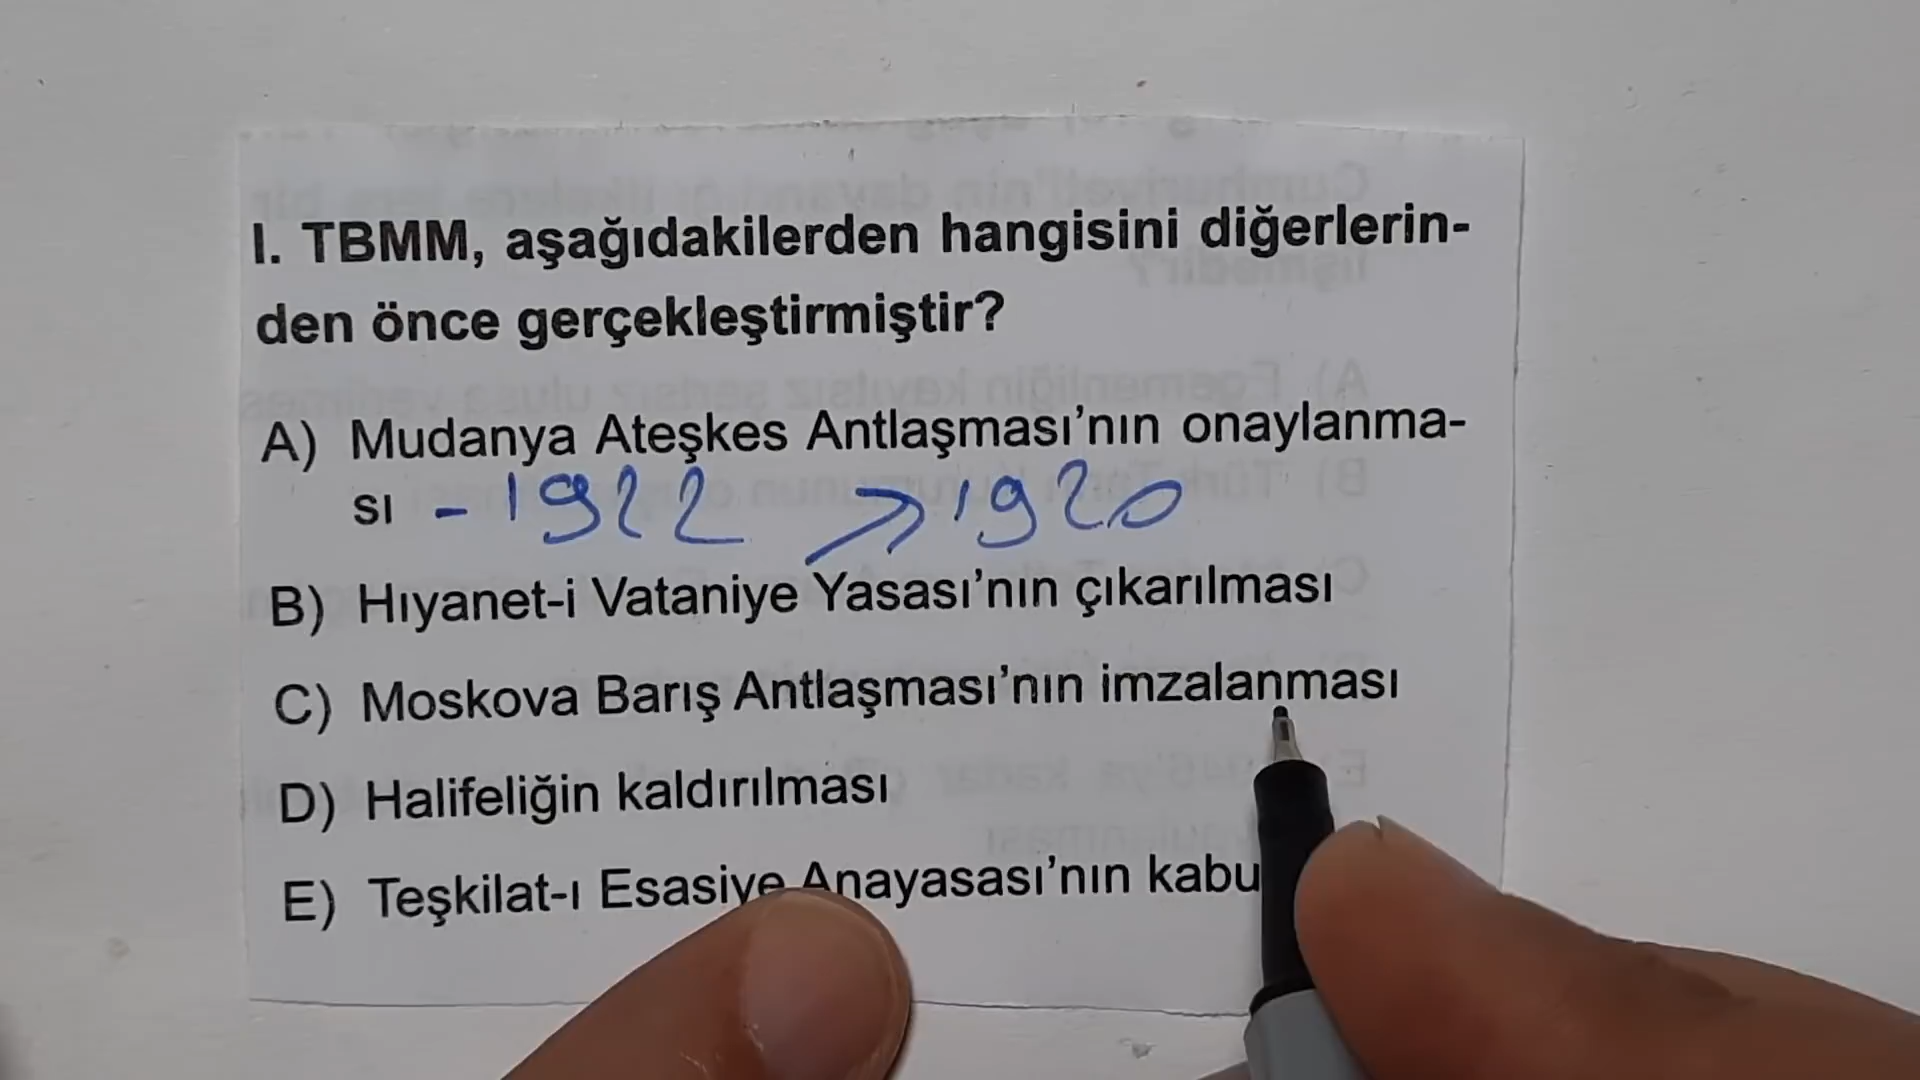 I. TBMM, aşağıdakilerden hangisini diğerlerin-
den önce gerçekleştirmiştir?
A) Mudanya Ateşkes Antlaşması'nın onaylanma-
sı - 1922 → 1920
B) Hıyanet-i Vataniye Yasası'nın çıkarılması
C) Moskova Barış Antlaşması'nın imzalanması
D) Halifeliğin kaldırılması
E) Teşkilat-ı Esasiye Anayasası'nın kabu